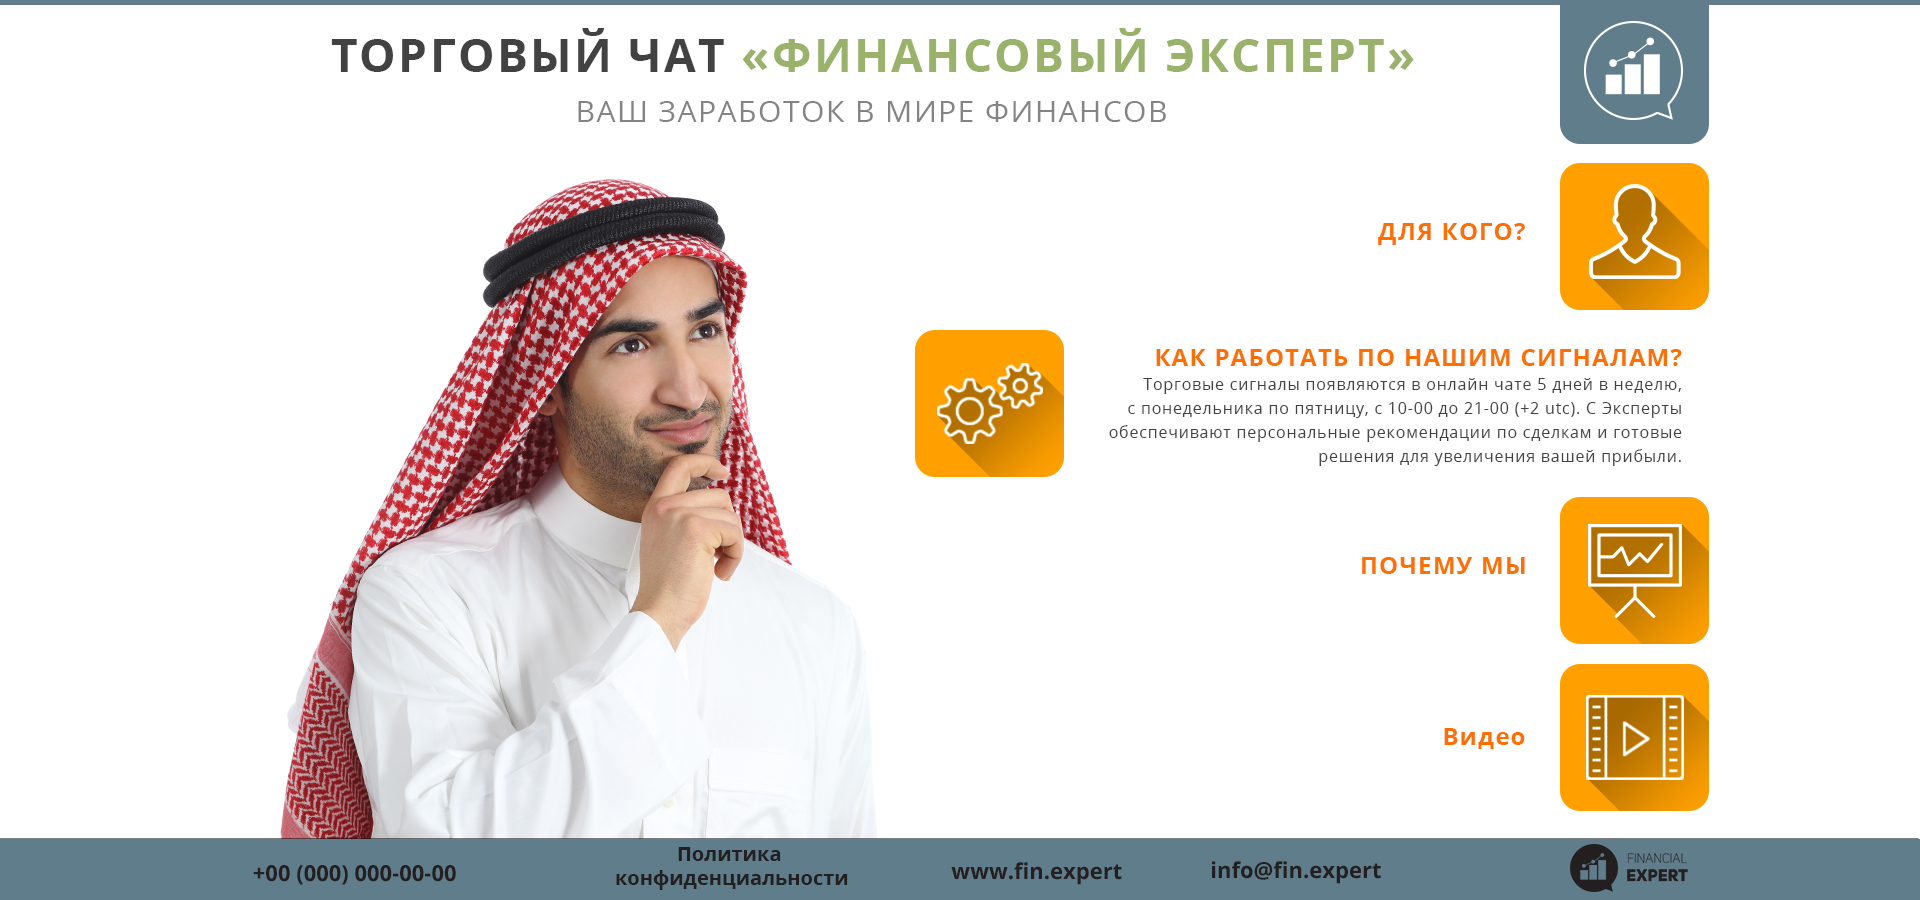 ТОРГОВЫЙ ЧАТ «ФИНАНСОВЫЙ ЭКСПЕРТ»
ВАШ ЗАРАБОТОК В МИРЕ ФИНАНСОВ
ДЛЯ КОГО?
КАК РАБОТАТЬ ПО НАШИМ СИГНАЛАМ?
Торговые сигналы появляются в онлайн чате 5 дней в неделю,
с понедельника по пятницу, с 10-00 до 21-00 (+2 utc). С Эксперты
обеспечивают персональные рекомендации по сделкам и готовые
решения для увеличения вашей прибыли.
ПОЧЕМУ МЫ
Видео
+00 (000) 000-00-00
Политика
конфиденциальности
www.fin.expert
info@fin.expert
FINANCIAL
EXPERT